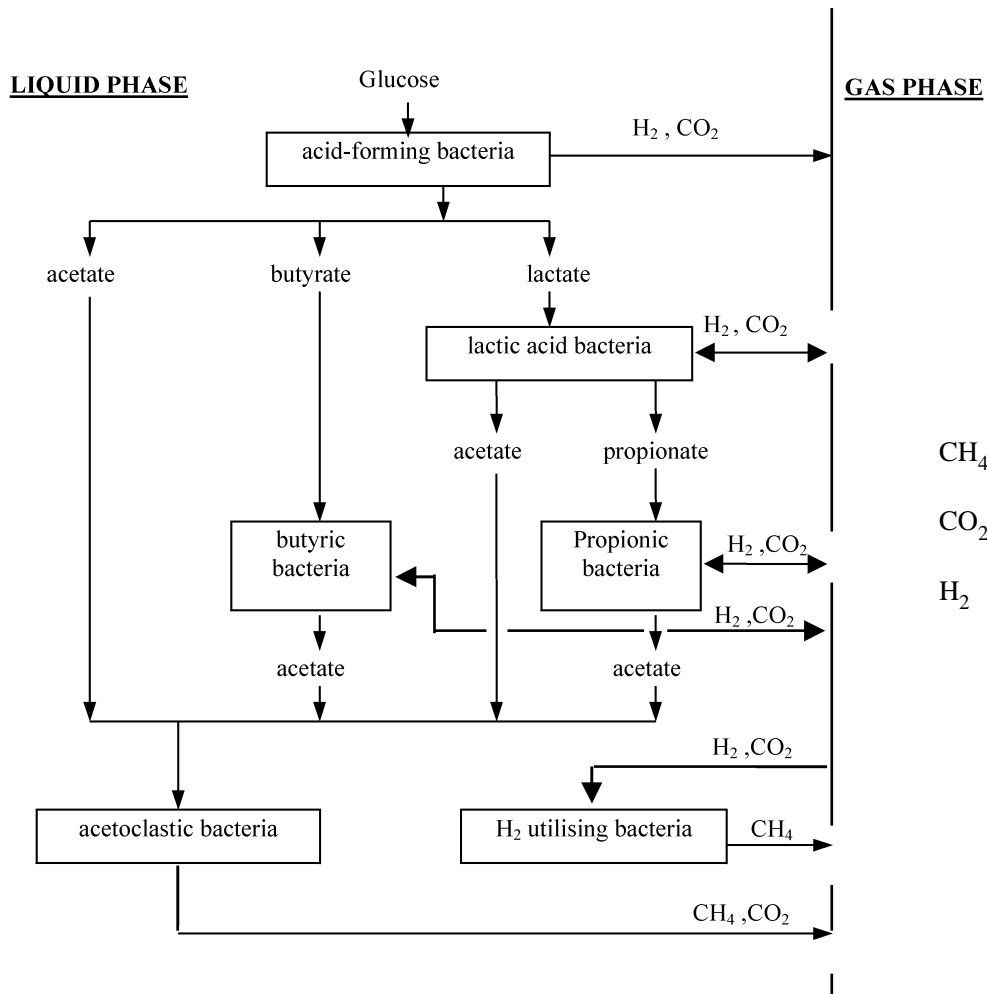 LIQUID PHASE
Glucose
GAS PHASE
H₂ , CO₂
acid-forming bacteria
acetate
butyrate
lactate
H₂ , CO₂
lactic acid bacteria
acetate
propionate
CH₄
butyric
bacteria
Propionic
bacteria
H₂ ,CO₂
CO₂
H₂
H₂ ,CO₂
acetate
acetate
H₂ ,CO₂
acetoclastic bacteria
H₂ utilising bacteria
CH₄
CH₄ ,CO₂